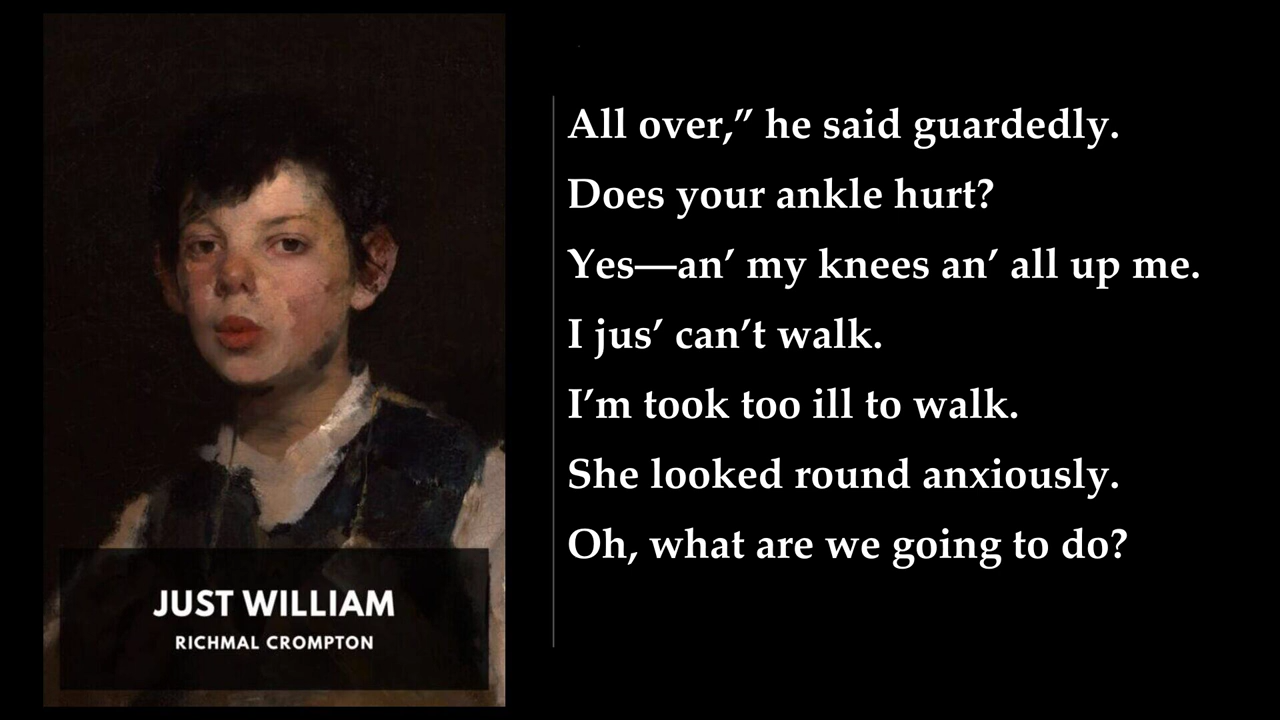 All over,” he said guardedly.
Does your ankle hurt?
Yes—an’ my knees an’ all up me.
I jus’ can’t walk.
I’m took too ill to walk.
She looked round anxiously.
Oh, what are we going to do?
JUST WILLIAM
RICHMAL CROMPTON